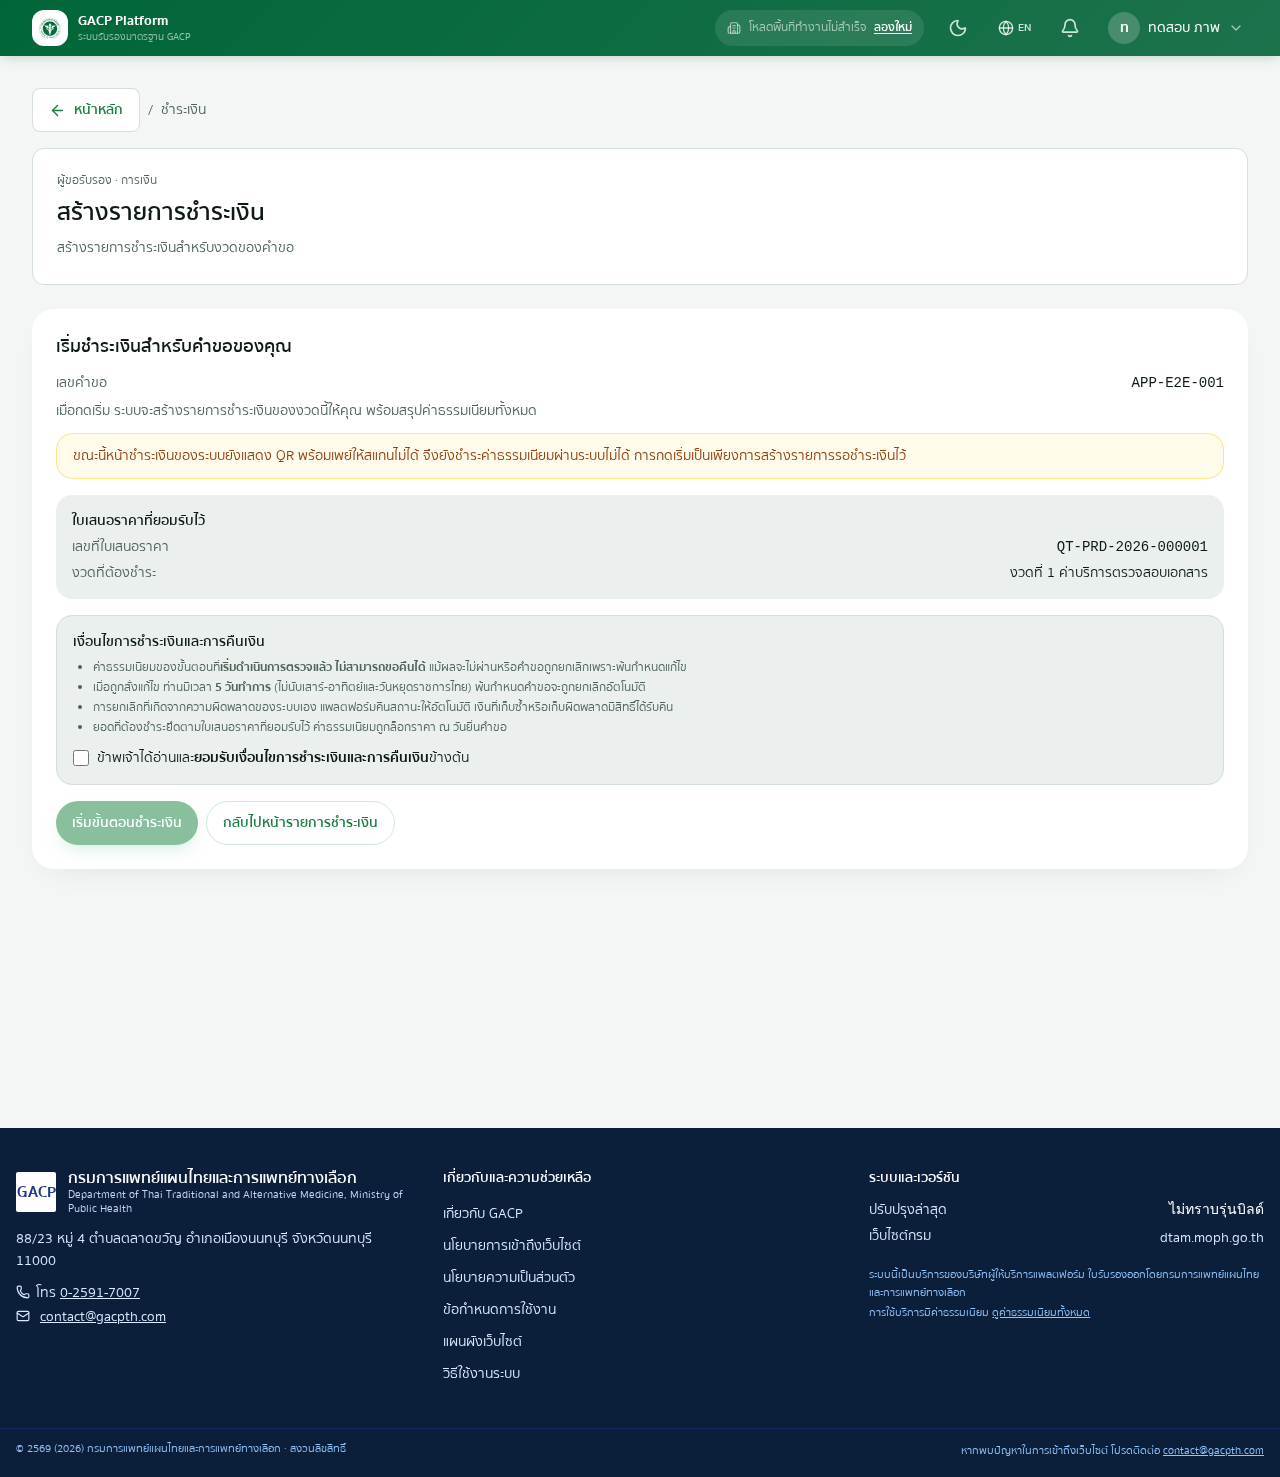 GACP Platform
ระบบรับรองมาตรฐาน GACP
โหลดพื้นที่ทำงานไม่สำเร็จ ลองใหม่
EN
ท ทดสอบ ภาพ
หน้าหลัก / ชำระเงิน
ผู้ขอรับรอง · การเงิน
สร้างรายการชำระเงิน
สร้างรายการชำระเงินสำหรับงวดของคำขอ
เริ่มชำระเงินสำหรับคำขอของคุณ
เลขคำขอ APP-E2E-001
เมื่อกดเริ่ม ระบบจะสร้างรายการชำระเงินของงวดนี้ให้คุณ พร้อมสรุปค่าธรรมเนียมทั้งหมด
ขณะนี้หน้าชำระเงินของระบบยังแสดง QR พร้อมเพย์ให้สแกนไม่ได้ จึงยังชำระค่าธรรมเนียมผ่านระบบไม่ได้ การกดเริ่มเป็นเพียงการสร้างรายการรอชำระเงินไว้
ใบเสนอราคาที่ยอมรับไว้
เลขที่ใบเสนอราคา QT-PRD-2026-000001
งวดที่ต้องชำระ งวดที่ 1 ค่าบริการตรวจสอบเอกสาร
เงื่อนไขการชำระเงินและการคืนเงิน
• ค่าธรรมเนียมของขั้นตอนที่เริ่มดำเนินการตรวจแล้ว ไม่สามารถขอคืนได้ แม้ผลจะไม่ผ่านหรือคำขอถูกยกเลิกเพราะพ้นกำหนดแก้ไข
• เมื่อถูกสั่งแก้ไข ท่านมีเวลา 5 วันทำการ (ไม่นับเสาร์-อาทิตย์และวันหยุดราชการไทย) พ้นกำหนดคำขอจะถูกยกเลิกอัตโนมัติ
• การยกเลิกที่เกิดจากความผิดพลาดของระบบเอง แพลตฟอร์มคืนสถานะให้อัตโนมัติ เงินที่เก็บซ้ำหรือเก็บผิดพลาดมีสิทธิ์ได้รับคืน
• ยอดที่ต้องชำระยึดตามใบเสนอราคาที่ยอมรับไว้ ค่าธรรมเนียมถูกล็อกราคา ณ วันยื่นคำขอ
ข้าพเจ้าได้อ่านและยอมรับเงื่อนไขการชำระเงินและการคืนเงินข้างต้น
เริ่มขั้นตอนชำระเงิน กลับไปหน้ารายการชำระเงิน
GACP
กรมการแพทย์แผนไทยและการแพทย์ทางเลือก
Department of Thai Traditional and Alternative Medicine, Ministry of
Public Health
88/23 หมู่ 4 ตำบลตลาดขวัญ อำเภอเมืองนนทบุรี จังหวัดนนทบุรี
11000
โทร 0-2591-7007
contact@gacpth.com
เกี่ยวกับและความช่วยเหลือ
เกี่ยวกับ GACP
นโยบายการเข้าถึงเว็บไซต์
นโยบายความเป็นส่วนตัว
ข้อกำหนดการใช้งาน
แผนผังเว็บไซต์
วิธีใช้งานระบบ
ระบบและเวอร์ชัน
ปรับปรุงล่าสุด ไม่ทราบรุ่นบิลด์
เว็บไซต์กรม dtam.moph.go.th
ระบบนี้เป็นบริการของบริษัทผู้ให้บริการแพลตฟอร์ม ใบรับรองออกโดยกรมการแพทย์แผนไทย
และการแพทย์ทางเลือก
การใช้บริการมีค่าธรรมเนียม ดูค่าธรรมเนียมทั้งหมด
© 2569 (2026) กรมการแพทย์แผนไทยและการแพทย์ทางเลือก · สงวนลิขสิทธิ์
หากพบปัญหาในการเข้าถึงเว็บไซต์ โปรดติดต่อ contact@gacpth.com